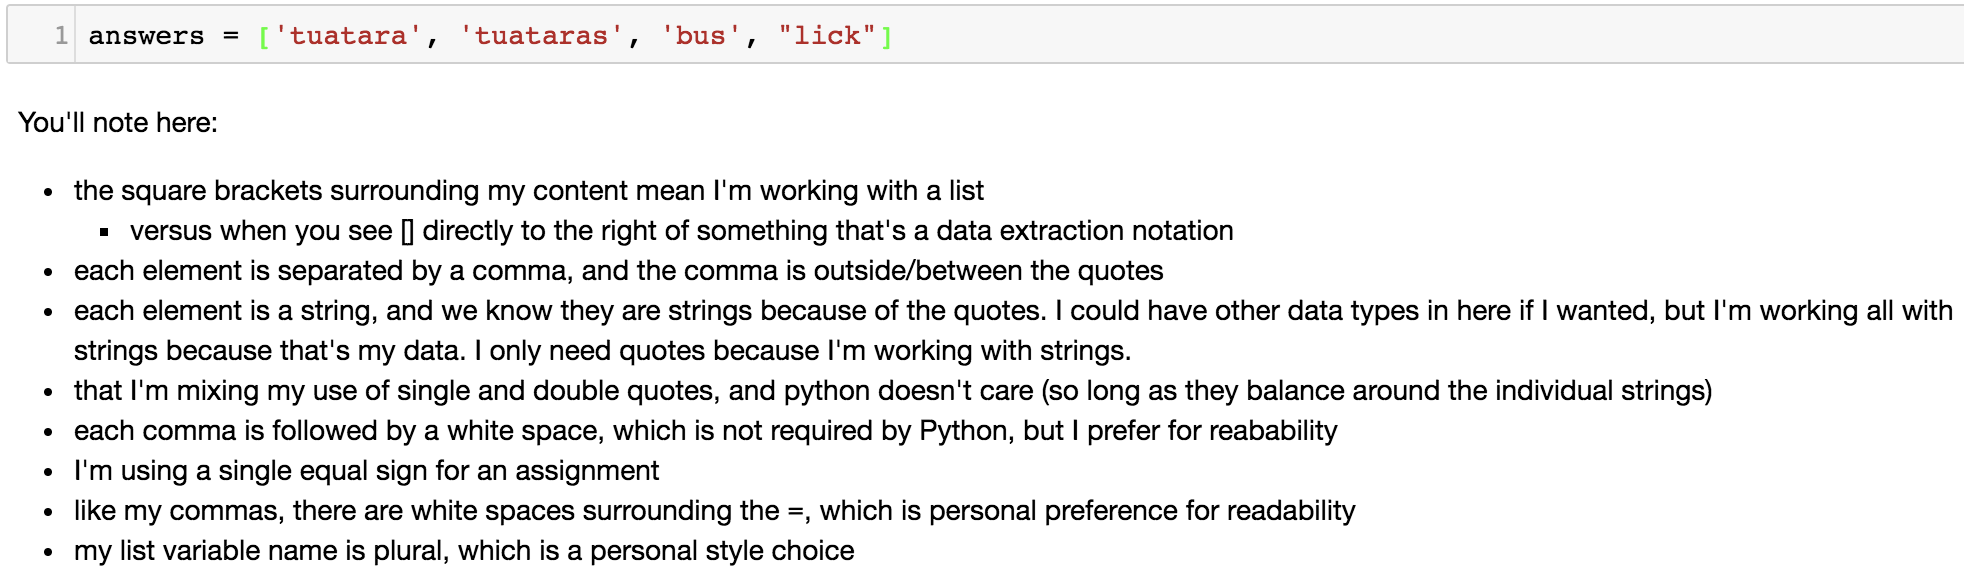 1 answers = ['tuatara', 'tuataras', 'bus', "lick"]
You'll note here:
• the square brackets surrounding my content mean I'm working with a list
▪ versus when you see [] directly to the right of something that's a data extraction notation
• each element is separated by a comma, and the comma is outside/between the quotes
• each element is a string, and we know they are strings because of the quotes. I could have other data types in here if I wanted, but I'm working all with
strings because that's my data. I only need quotes because I'm working with strings.
• that I'm mixing my use of single and double quotes, and python doesn't care (so long as they balance around the individual strings)
• each comma is followed by a white space, which is not required by Python, but I prefer for reabability
• I'm using a single equal sign for an assignment
• like my commas, there are white spaces surrounding the =, which is personal preference for readability
• my list variable name is plural, which is a personal style choice